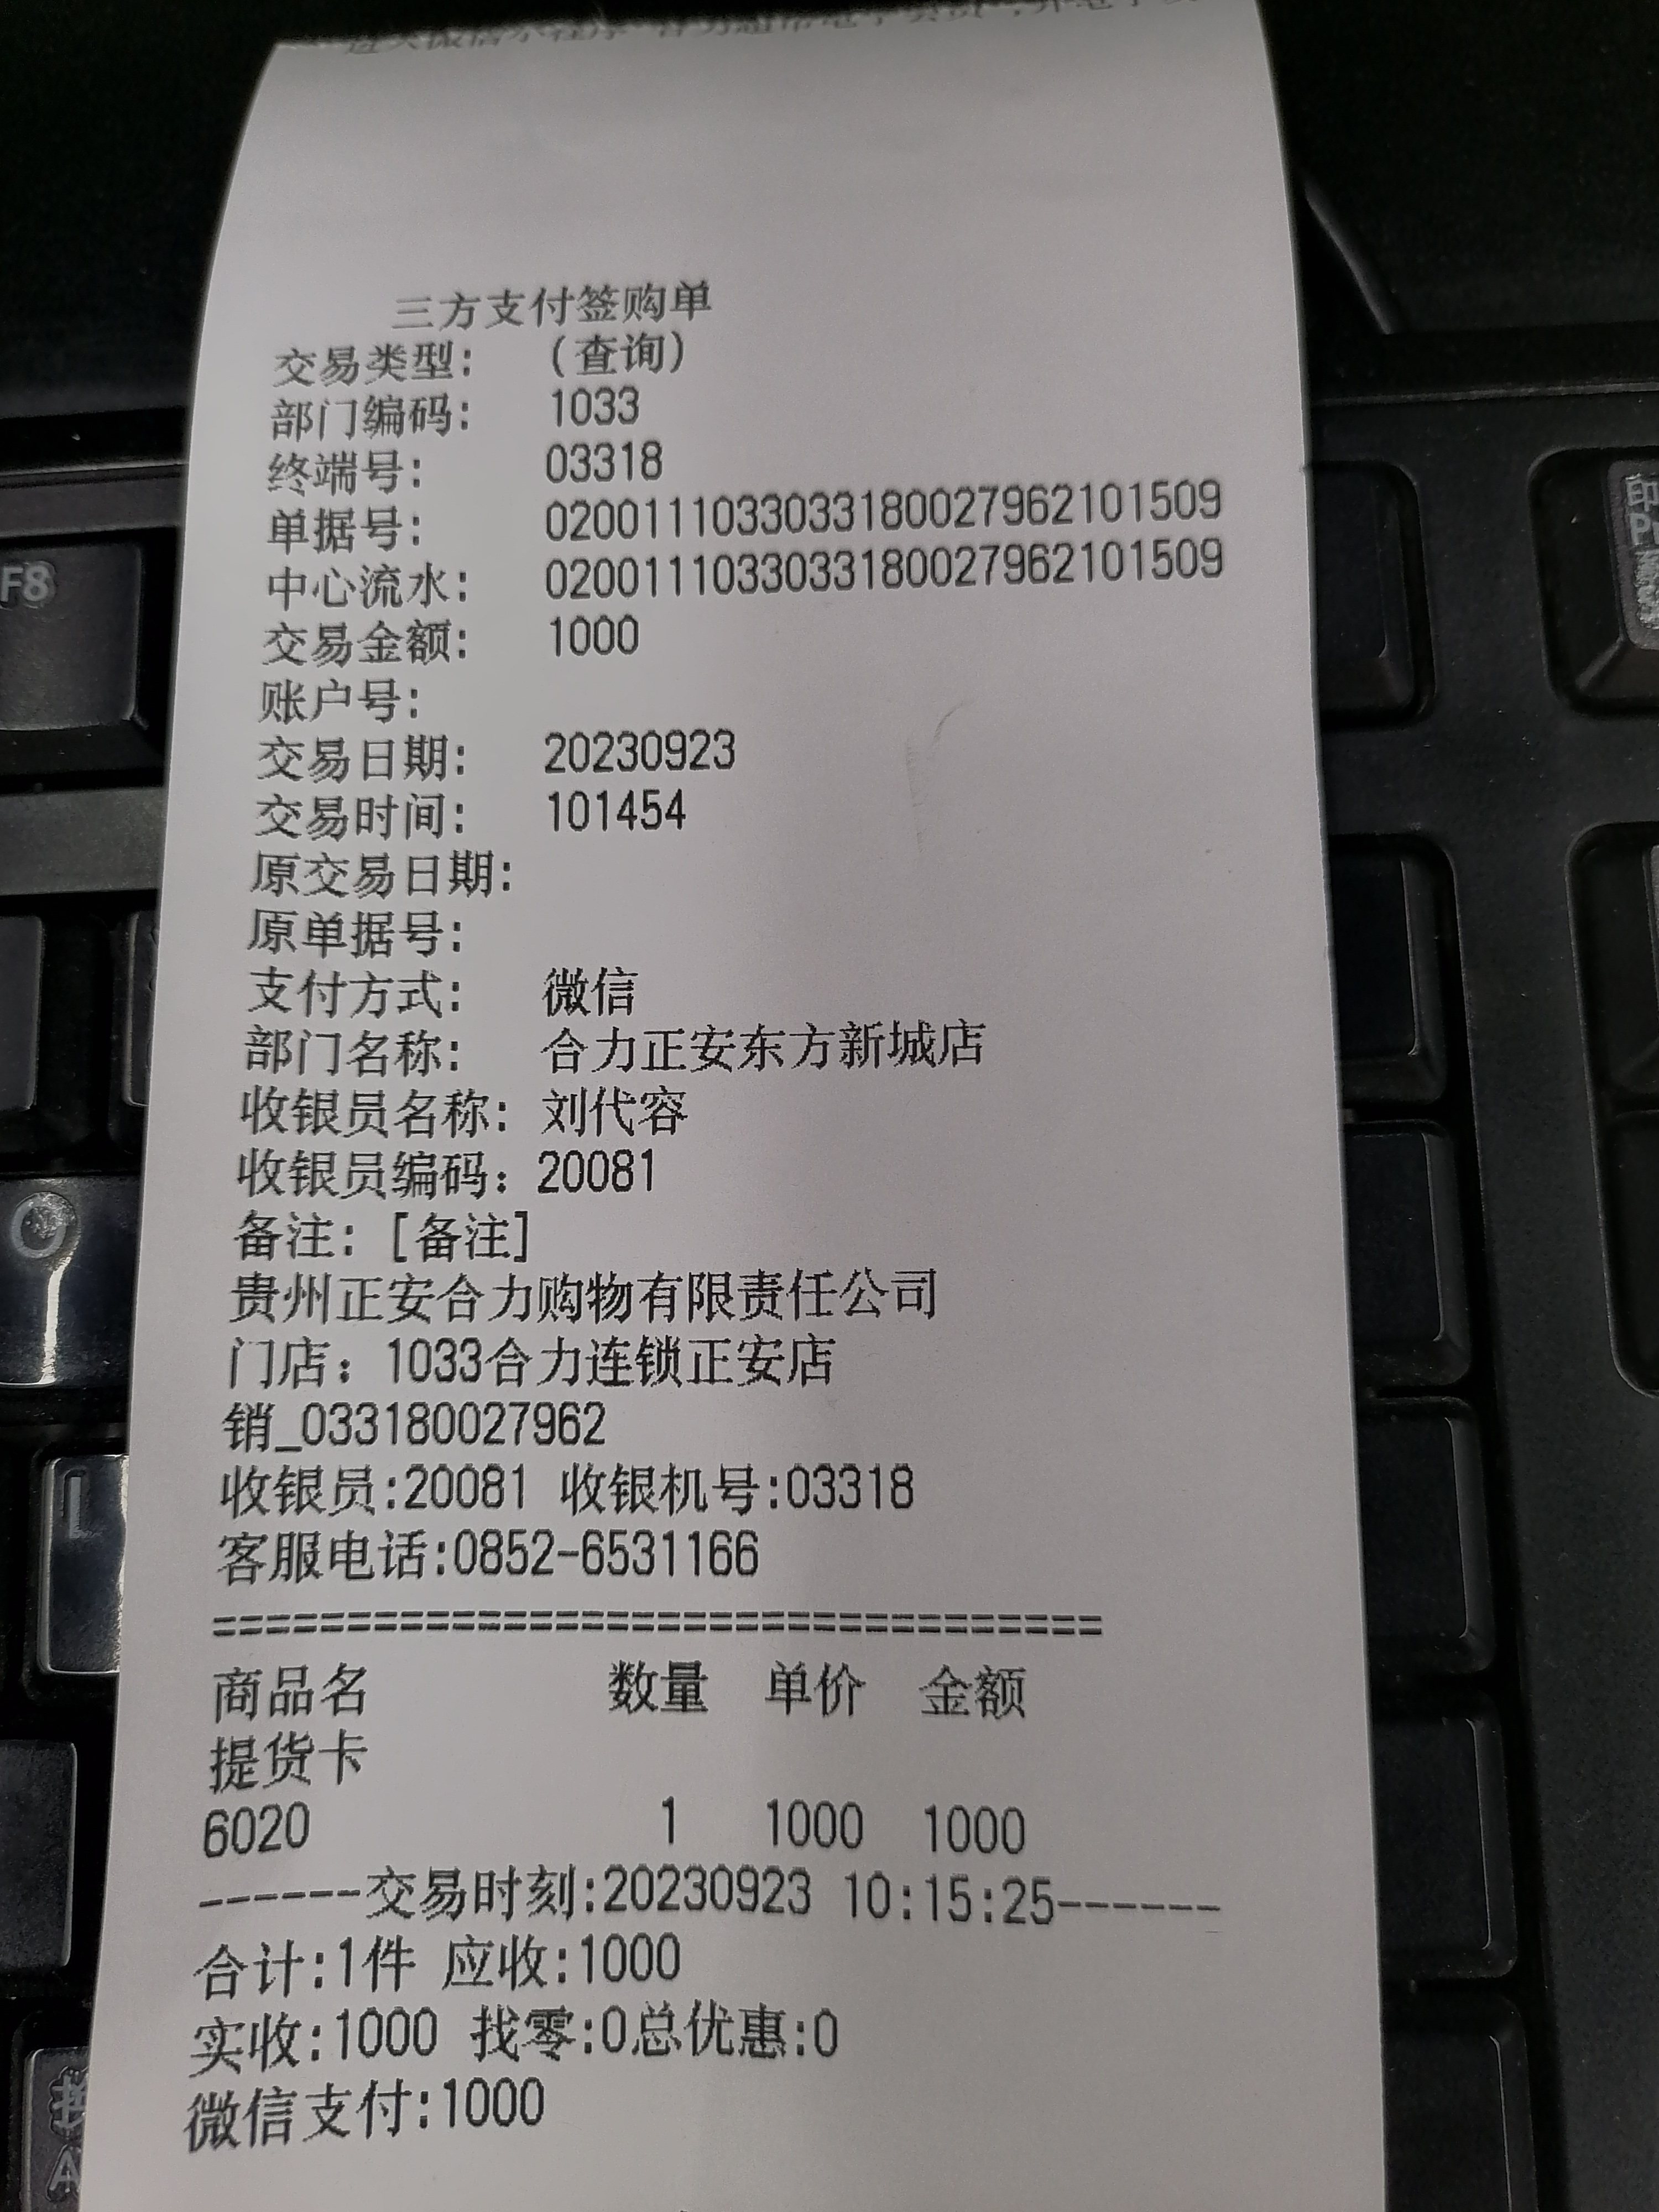 三方支付签购单
交易类型: (查询)
部门编码: 1033
终端号: 03318
单据号: 0200111033033180027962101509
中心流水: 0200111033033180027962101509
交易金额: 1000
账户号:
交易日期: 20230923
交易时间: 101454
原交易日期:
原单据号:
支付方式: 微信
部门名称: 合力正安东方新城店
收银员名称: 刘代容
收银员编码: 20081
备注: [备注]
贵州正安合力购物有限责任公司
门店: 1033合力连锁正安店
销_033180027962
收银员:20081 收银机号:03318
客服电话:0852-6531166
==================================
商品名 数量 单价 金额
提货卡
6020 1 1000 1000
------交易时刻:20230923 10:15:25------
合计:1件 应收:1000
实收:1000 找零:0总优惠:0
微信支付:1000
F8
O
L
印